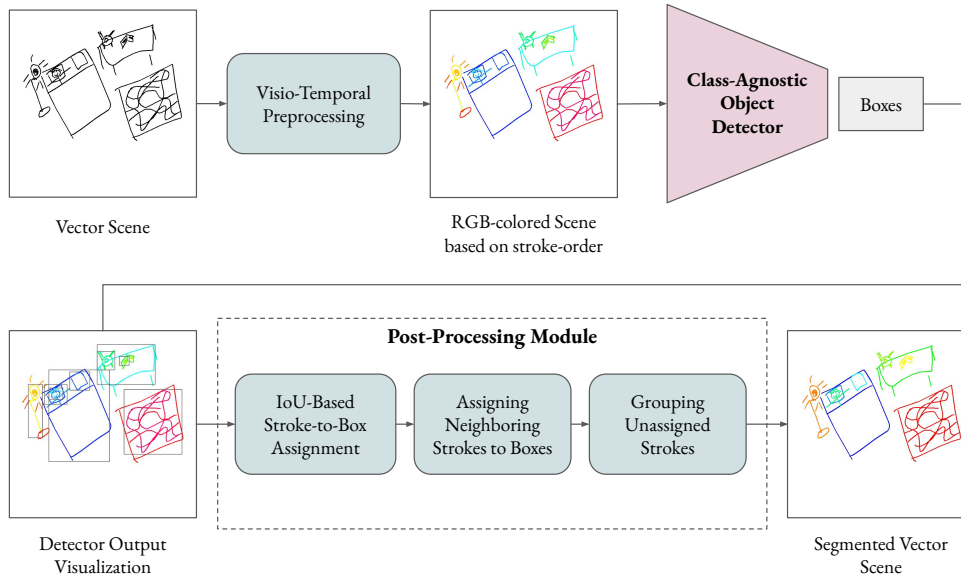 Visio-Temporal
Preprocessing
Class-Agnostic
Object
Detector
Boxes
Vector Scene
RGB-colored Scene
based on stroke-order
Post-Processing Module
IoU-Based
Stroke-to-Box
Assignment
Assigning
Neighboring
Strokes to Boxes
Grouping
Unassigned
Strokes
Detector Output
Visualization
Segmented Vector
Scene